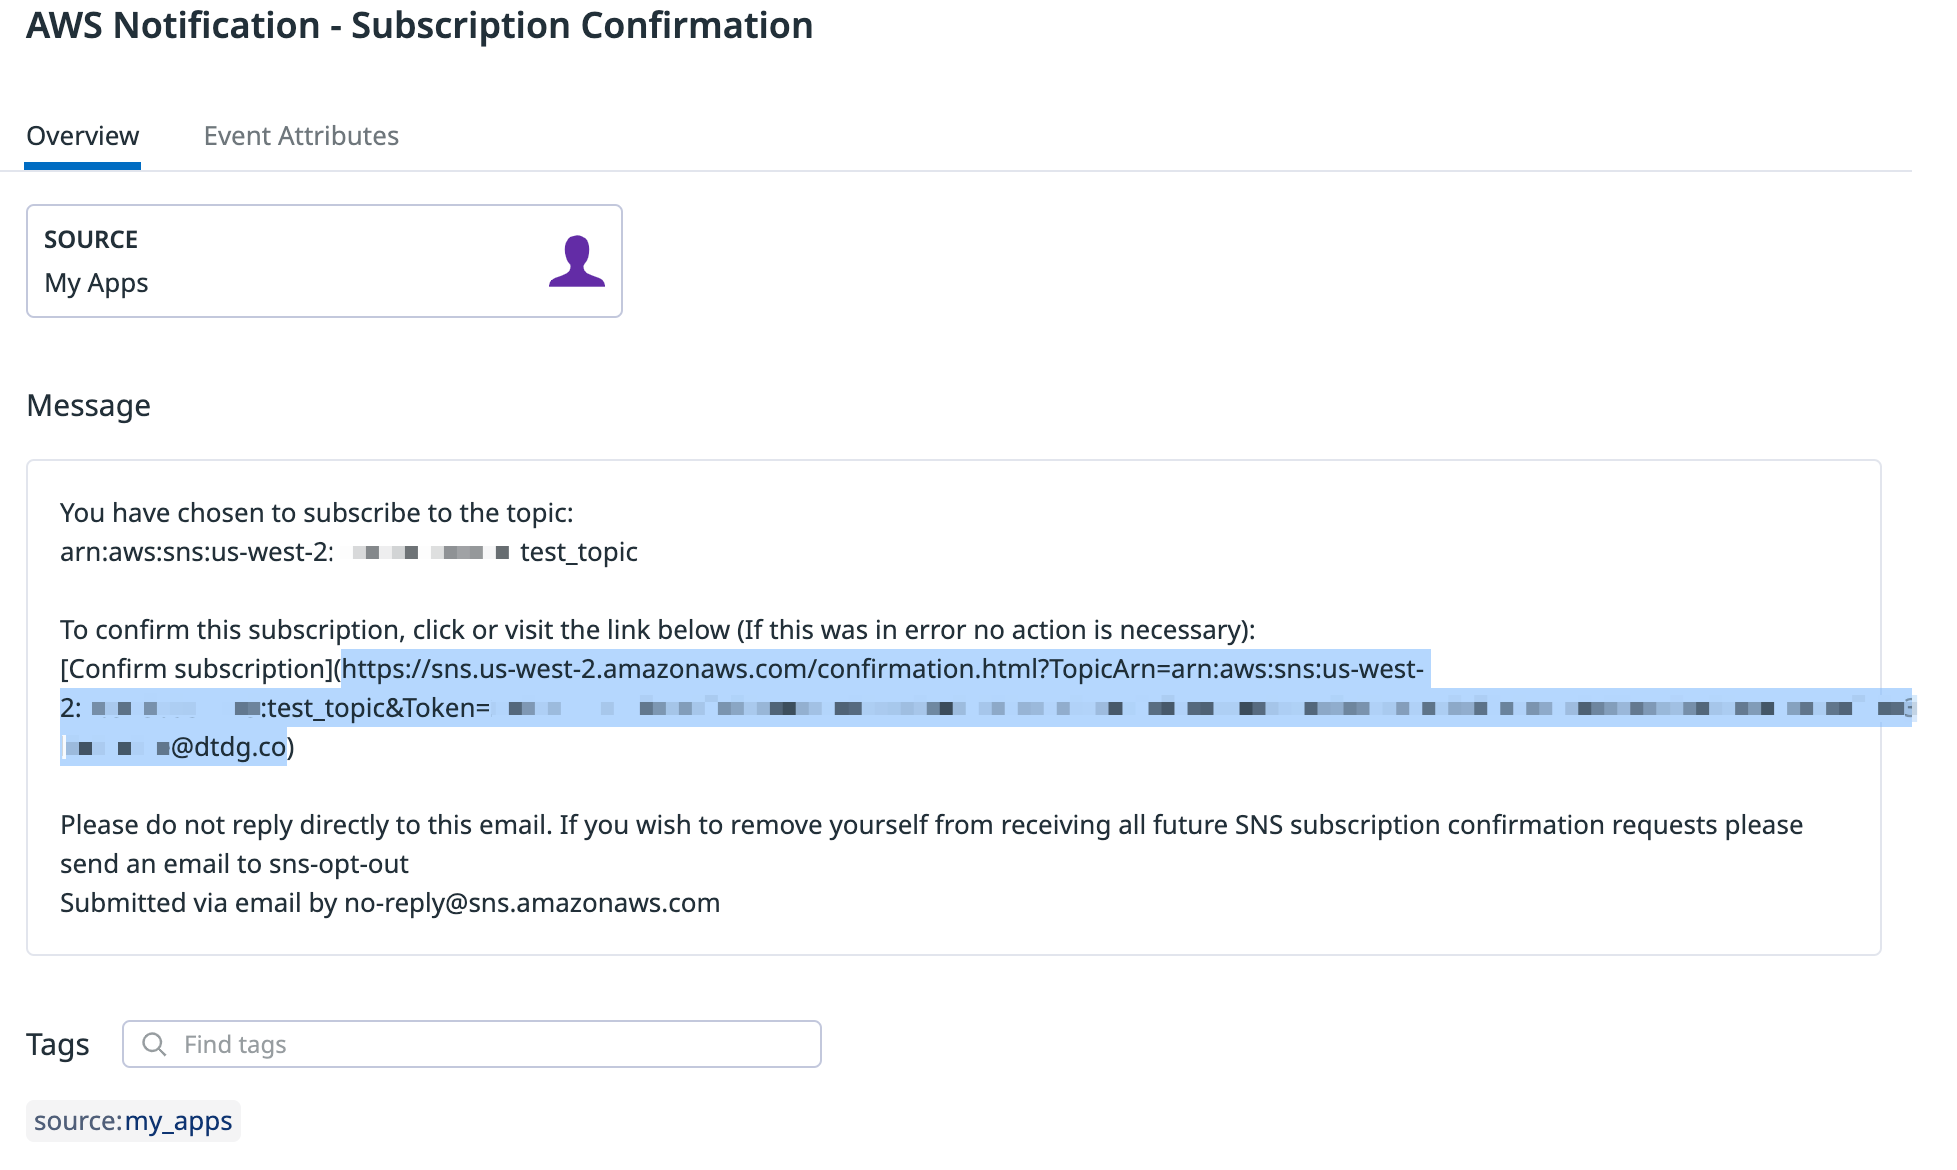 AWS Notification - Subscription Confirmation
Overview Event Attributes
SOURCE
My Apps
Message
You have chosen to subscribe to the topic:
arn:aws:sns:us-west-2: test_topic
To confirm this subscription, click or visit the link below (If this was in error no action is necessary):
[Confirm subscription](https://sns.us-west-2.amazonaws.com/confirmation.html?TopicArn=arn:aws:sns:us-west-
2: :test_topic&Token=
@dtdg.co)
Please do not reply directly to this email. If you wish to remove yourself from receiving all future SNS subscription confirmation requests please
send an email to sns-opt-out
Submitted via email by no-reply@sns.amazonaws.com
Tags Find tags
source:my_apps